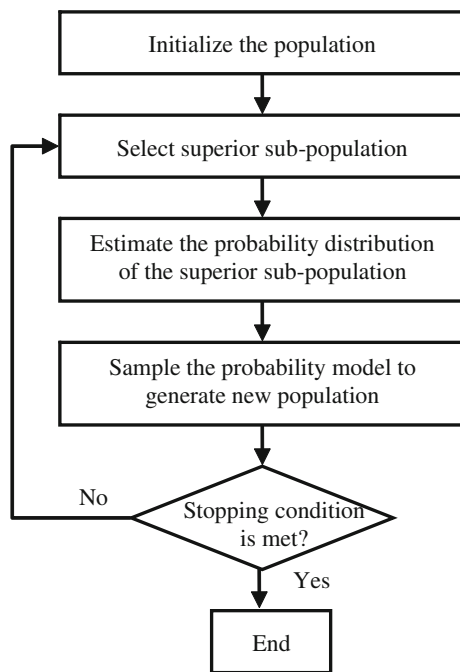 Initialize the population
Select superior sub-population
Estimate the probability distribution
of the superior sub-population
Sample the probability model to
generate new population
Stopping condition
is met?
No
Yes
End